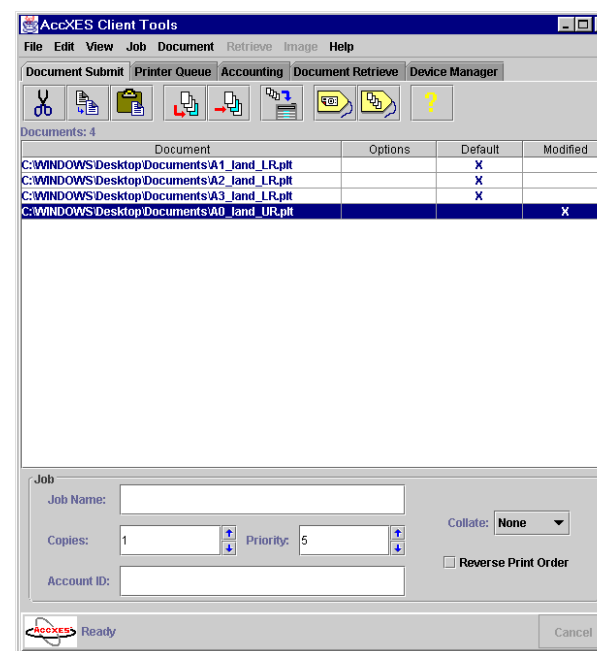 AccXES Client Tools
File Edit View Job Document Retrieve Image Help
Document Submit Printer Queue Accounting Document Retrieve Device Manager
?
Documents: 4
Document Options Default Modified
C:\WINDOWS\Desktop\Documents\A1_land_LR.plt X
C:\WINDOWS\Desktop\Documents\A2_land_LR.plt X
C:\WINDOWS\Desktop\Documents\A3_land_LR.plt X
C:\WINDOWS\Desktop\Documents\A0_land_UR.plt X
Job
Job Name:
Collate: None
Copies: 1 Priority: 5
Reverse Print Order
Account ID:
AccXES Ready Cancel